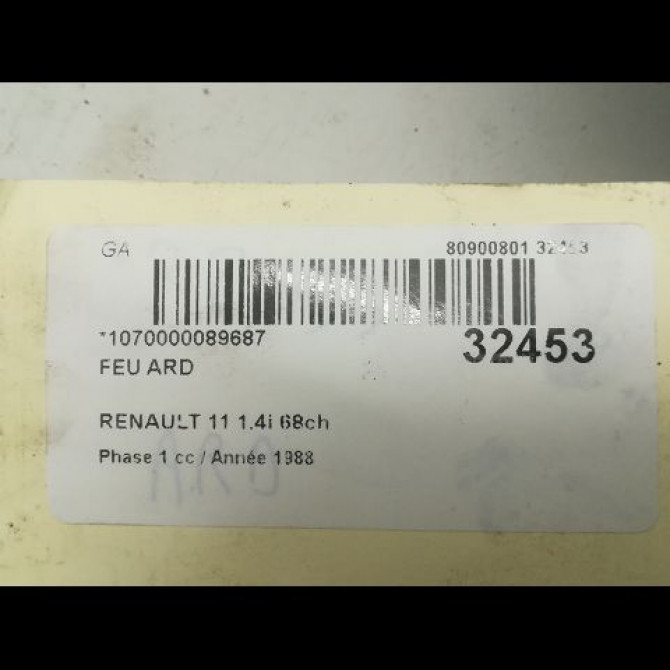 GA 80900801 32453
*1070000089687 32453
FEU ARD
RENAULT 11 1.4i 68ch
Phase 1 cc / Année 1988